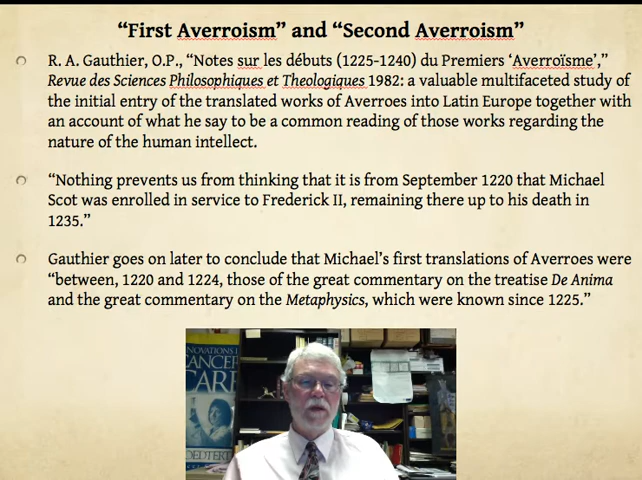 “First Averroism” and “Second Averroism”
R. A. Gauthier, O.P., “Notes sur les débuts (1225-1240) du Premiers ‘Averroïsme’,”
Revue des Sciences Philosophiques et Theologiques 1982: a valuable multifaceted study of
the initial entry of the translated works of Averroes into Latin Europe together with
an account of what he say to be a common reading of those works regarding the
nature of the human intellect.
“Nothing prevents us from thinking that it is from September 1220 that Michael
Scot was enrolled in service to Frederick II, remaining there up to his death in
1235.”
Gauthier goes on later to conclude that Michael’s first translations of Averroes were
“between, 1220 and 1224, those of the great commentary on the treatise De Anima
and the great commentary on the Metaphysics, which were known since 1225.”
NOVATIONS I
CANCER
CARE